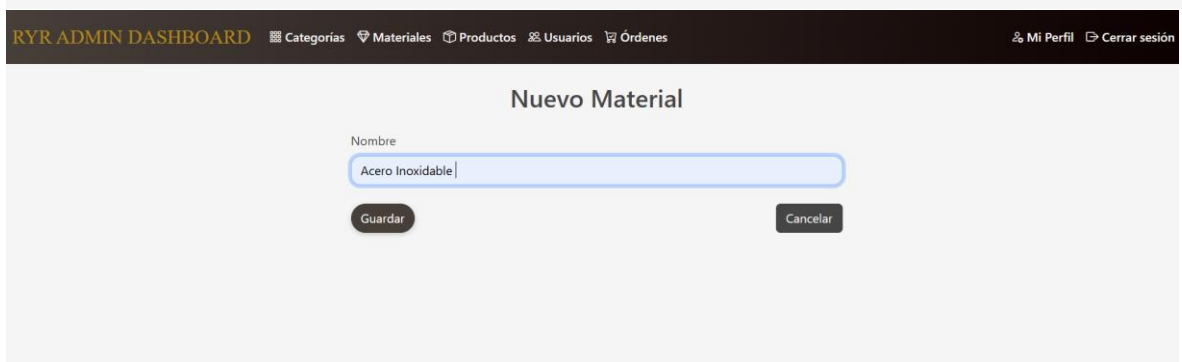 RYR ADMIN DASHBOARD Categorías Materiales Productos Usuarios Órdenes Mi Perfil Cerrar sesión
Nuevo Material
Nombre
Acero Inoxidable
Guardar Cancelar